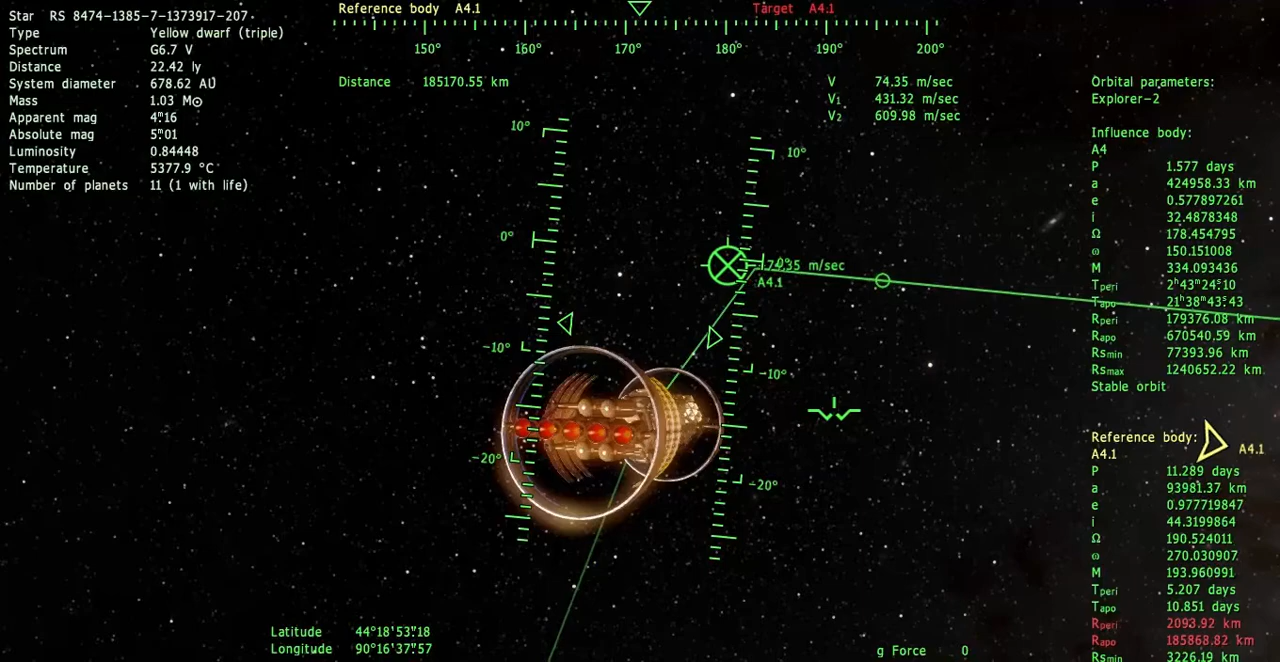 Star RS 8474-1385-7-1373917-207
Type Yellow dwarf (triple)
Spectrum G6.7 V
Distance 22.42 ly
System diameter 678.62 AU
Mass 1.03 M⊙
Apparent mag 4ᵐ16
Absolute mag 5ᵐ01
Luminosity 0.84448
Temperature 5377.9 °C
Number of planets 11 (1 with life)
Reference body A4.1
Target A4.1
150° 160° 170° 180° 190° 200°
Distance 185170.55 km
V 74.35 m/sec
V₁ 431.32 m/sec
V₂ 609.98 m/sec
10°
0°
-10°
-20°
10°
0°
-10°
-20°
74.35 m/sec
A4.1
Orbital parameters:
Explorer-2
Influence body:
A4
P 1.577 days
a 424958.33 km
e 0.577897261
i 32.4878348
Ω 178.454795
ω 150.151008
M 334.093436
Tperi 2ʰ43ᵐ24ˢ10
Tapo 21ʰ38ᵐ43ˢ43
Rperi 179376.08 km
Rapo 670540.59 km
Rsmin 77393.96 km
Rsmax 1240652.22 km
Stable orbit
Reference body:
A4.1
A4.1
P 11.289 days
a 93981.37 km
e 0.977719847
i 44.3199864
Ω 190.524011
ω 270.030907
M 193.960991
Tperi 5.207 days
Tapo 10.851 days
Rperi 2093.92 km
Rapo 185868.82 km
Rsmin 3226.19 km
Latitude 44°18'53"18
Longitude 90°16'37"57
g Force 0